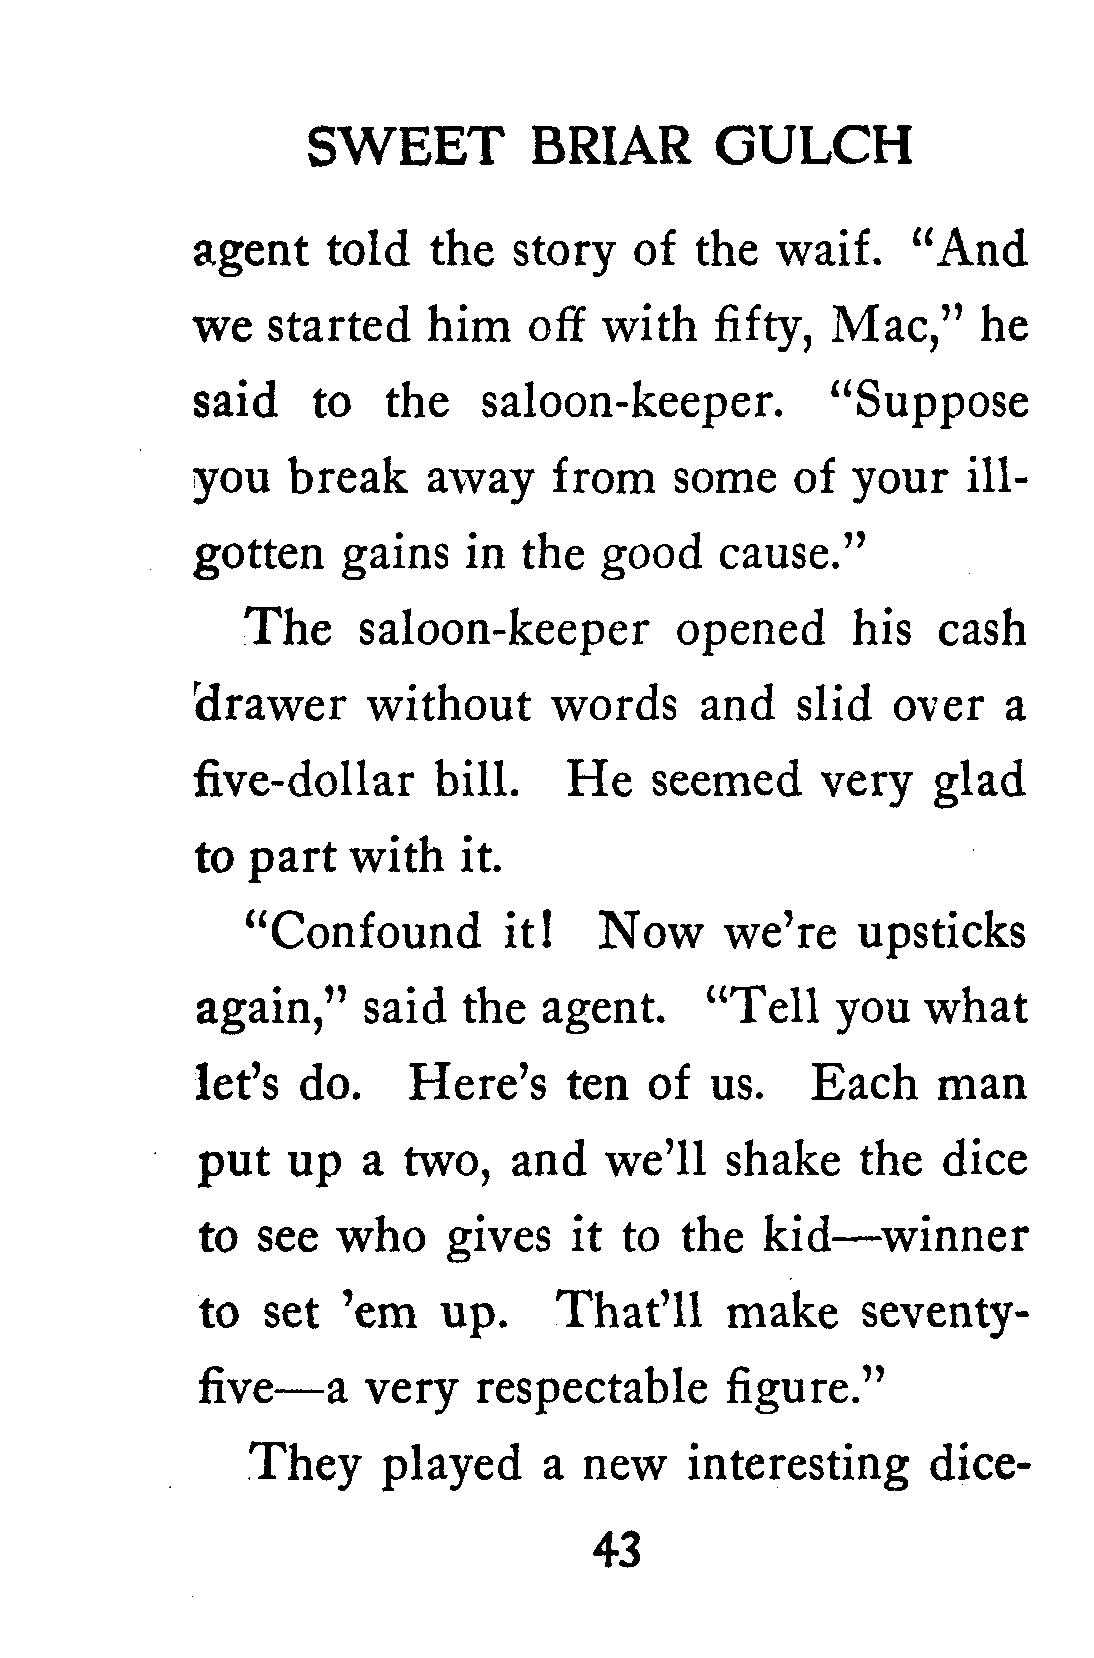 SWEET BRIAR GULCH
agent told the story of the waif. “And
we started him off with fifty, Mac,” he
said to the saloon-keeper. “Suppose
you break away from some of your ill-
gotten gains in the good cause.”
The saloon-keeper opened his cash
drawer without words and slid over a
five-dollar bill. He seemed very glad
to part with it.
“Confound it! Now we’re upsticks
again,” said the agent. “Tell you what
let’s do. Here’s ten of us. Each man
put up a two, and we’ll shake the dice
to see who gives it to the kid—winner
to set ’em up. That’ll make seventy-
five—a very respectable figure.”
They played a new interesting dice-
43